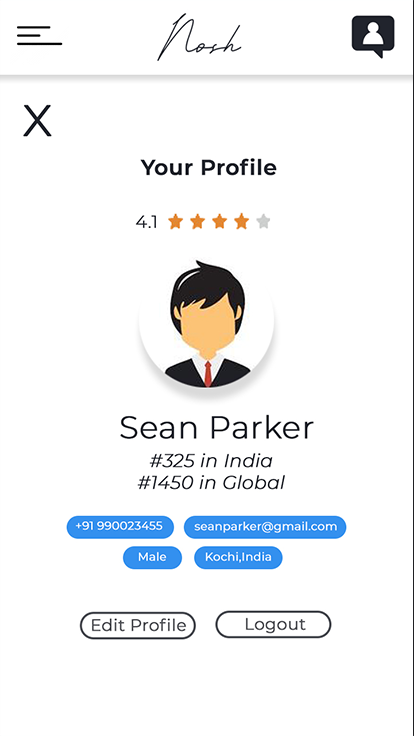 Nosh
X
Your Profile
4.1
Sean Parker
#325 in India
#1450 in Global
+91 990023455 seanparker@gmail.com
Male Kochi,India
Edit Profile Logout